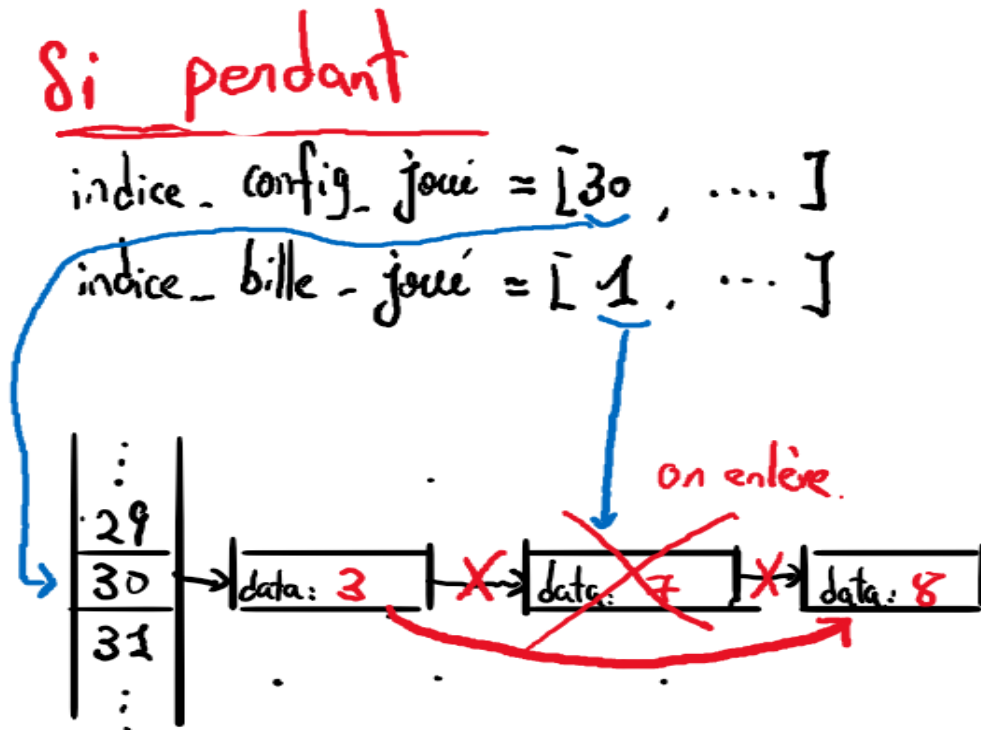 Si pendant
indice_config_joué = [30, ....]
indice_bille_joué = [1, ...]
on enlève.
⋮
29
30 data: 3 data: 7 data: 8
31
⋮